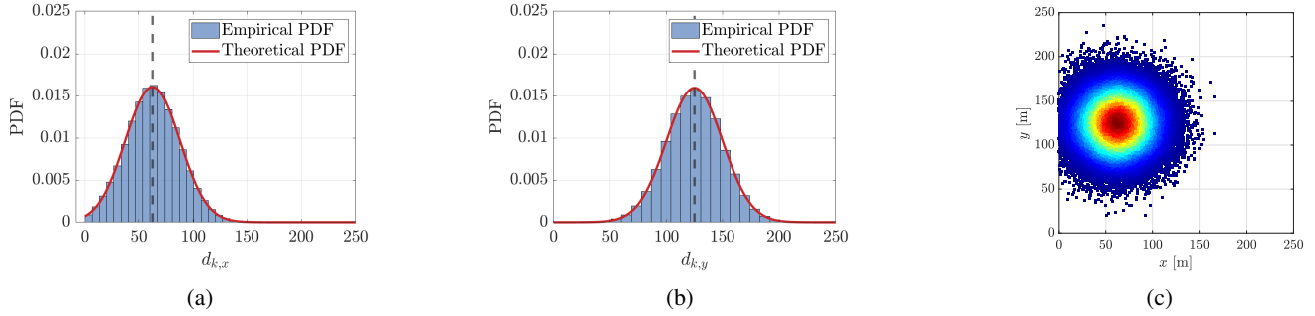 Empirical PDF
Theoretical PDF
PDF
0.025
0.02
0.015
0.01
0.005
0
0 50 100 150 200 250
d_{k,x}
(a)
Empirical PDF
Theoretical PDF
PDF
0.025
0.02
0.015
0.01
0.005
0
0 50 100 150 200 250
d_{k,y}
(b)
y [m]
250
200
150
100
50
0
0 50 100 150 200 250
x [m]
(c)